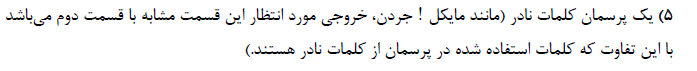 ۵) یک پرسمان کلمات نادر (مانند مایکل ! جردن، خروجی مورد انتظار این قسمت مشابه با قسمت دوم می‌باشد
با این تفاوت که کلمات استفاده شده در پرسمان از کلمات نادر هستند.)